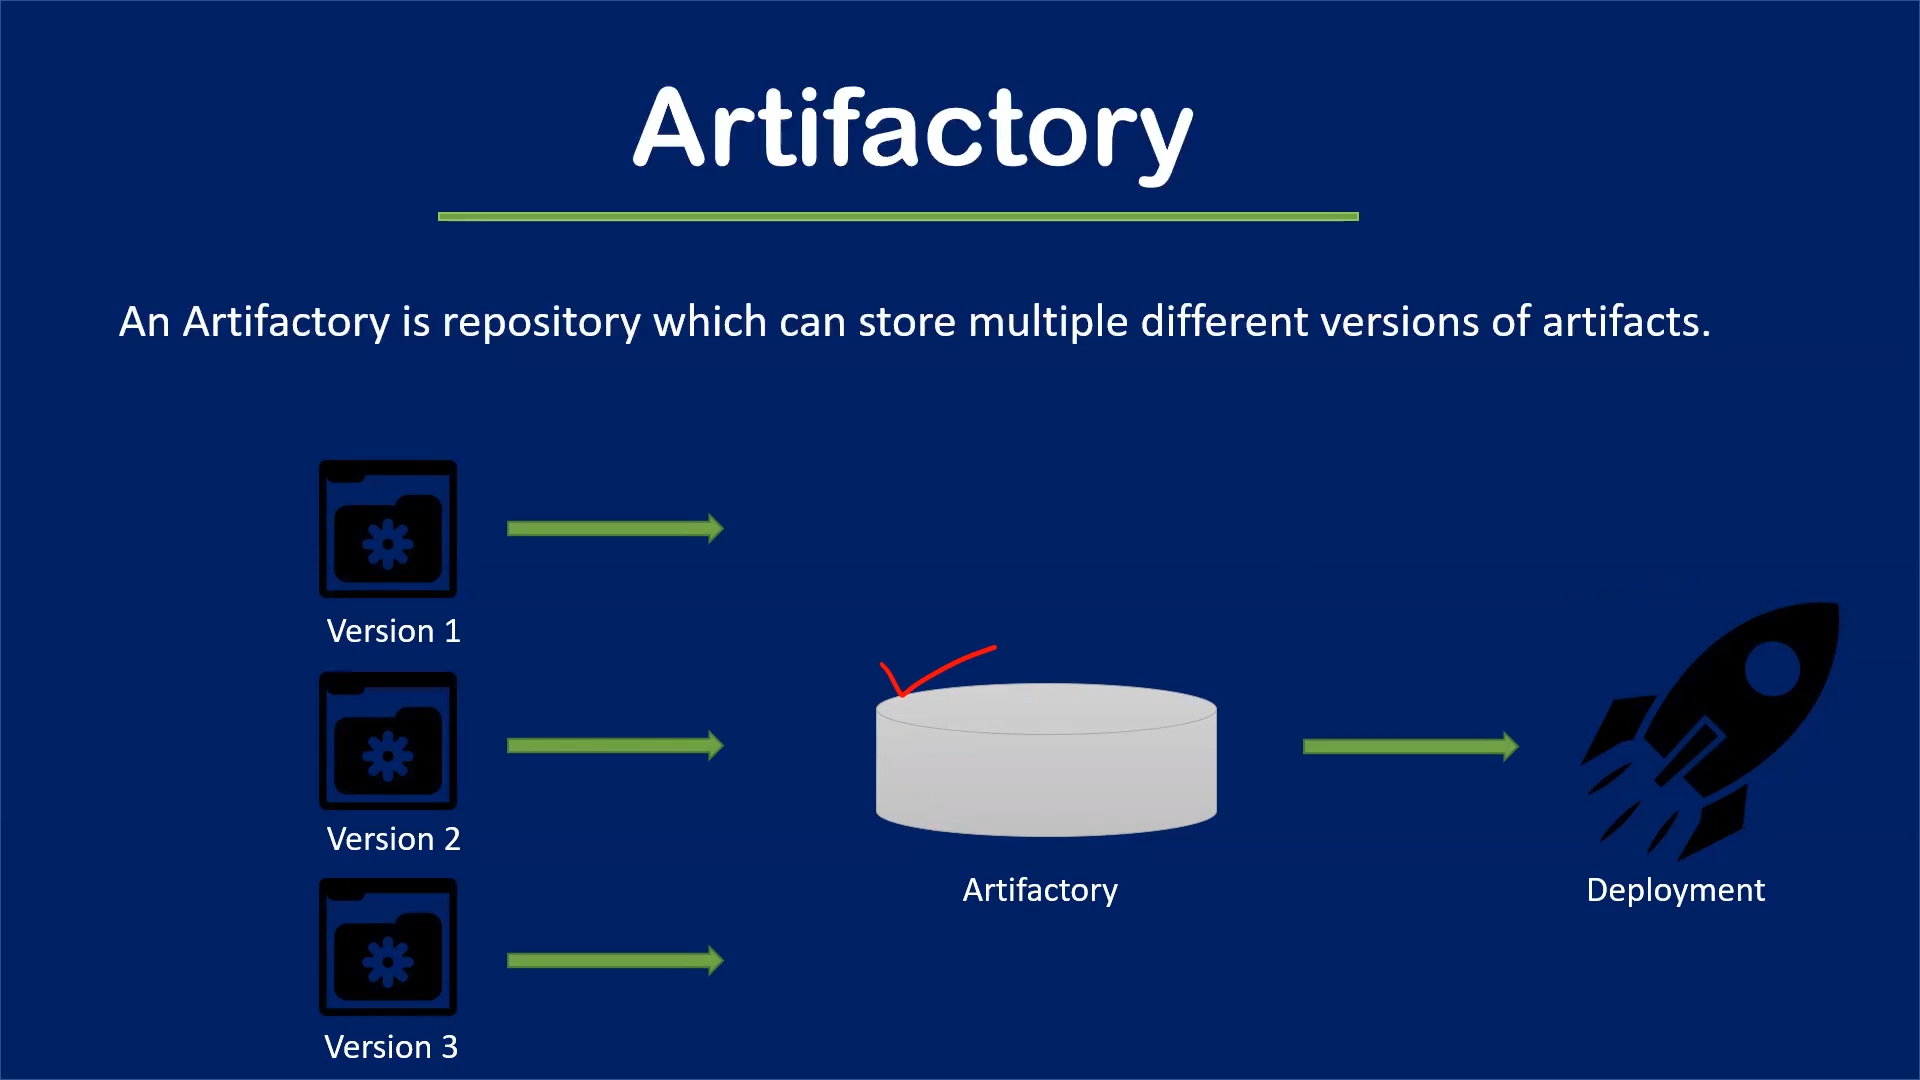 Artifactory
An Artifactory is repository which can store multiple different versions of artifacts.
Version 1
Version 2
Version 3
Artifactory
Deployment